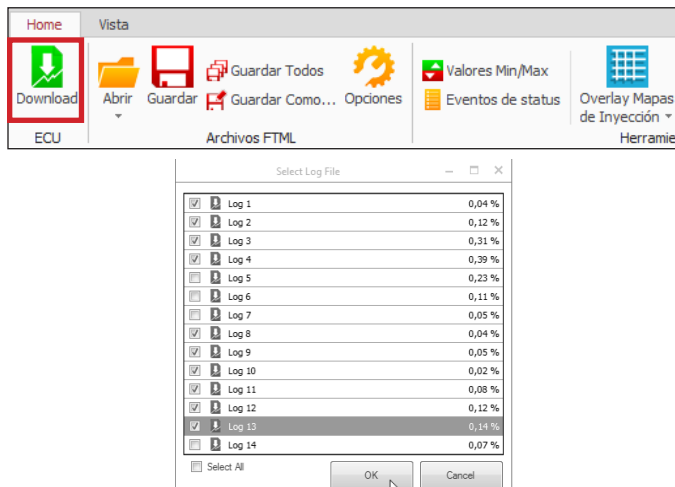 Home Vista
Download Abrir Guardar Guardar Todos Guardar Como... Opciones Valores Min/Max Eventos de status Overlay Mapas de Inyección
ECU Archivos FTML Herramie
Select Log File
Log 1 0,04 %
Log 2 0,12 %
Log 3 0,31 %
Log 4 0,39 %
Log 5 0,23 %
Log 6 0,11 %
Log 7 0,05 %
Log 8 0,04 %
Log 9 0,05 %
Log 10 0,02 %
Log 11 0,08 %
Log 12 0,12 %
Log 13 0,14 %
Log 14 0,07 %
Select All OK Cancel